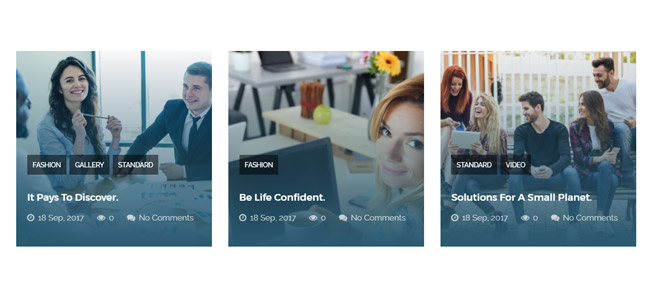 FASHION GALLERY STANDARD
It Pays To Discover.
18 Sep, 2017 0 No Comments
FASHION
Be Life Confident.
18 Sep, 2017 0 No Comments
STANDARD VIDEO
Solutions For A Small Planet.
18 Sep, 2017 0 No Comments